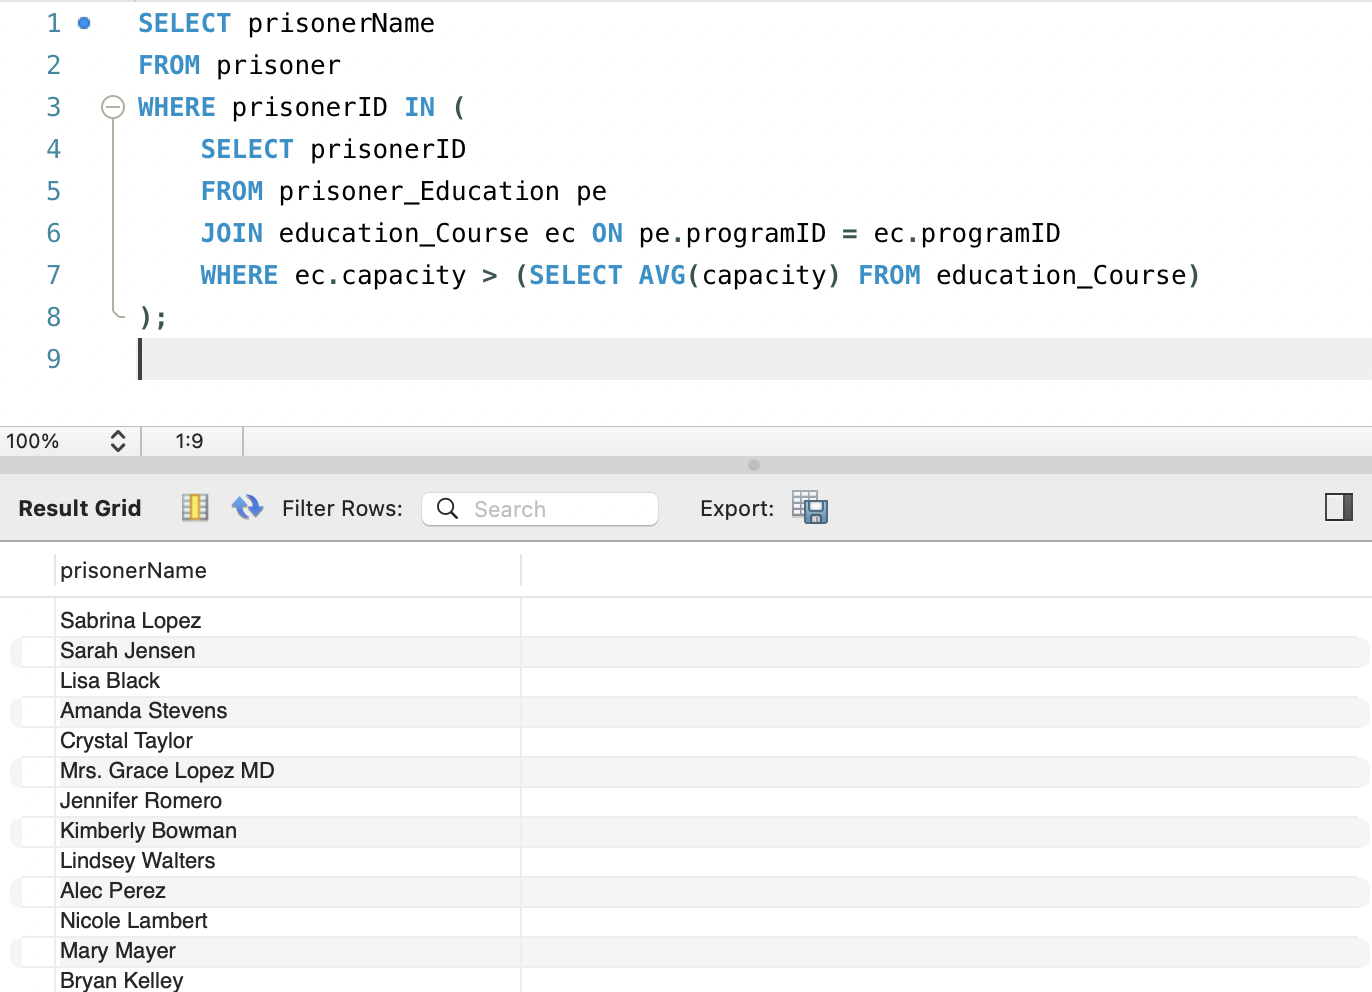 1 SELECT prisonerName
2 FROM prisoner
3 WHERE prisonerID IN (
4 SELECT prisonerID
5 FROM prisoner_Education pe
6 JOIN education_Course ec ON pe.programID = ec.programID
7 WHERE ec.capacity > (SELECT AVG(capacity) FROM education_Course)
8 );
9
100% 1:9
Result Grid Filter Rows: Search Export:
prisonerName
Sabrina Lopez
Sarah Jensen
Lisa Black
Amanda Stevens
Crystal Taylor
Mrs. Grace Lopez MD
Jennifer Romero
Kimberly Bowman
Lindsey Walters
Alec Perez
Nicole Lambert
Mary Mayer
Bryan Kelley